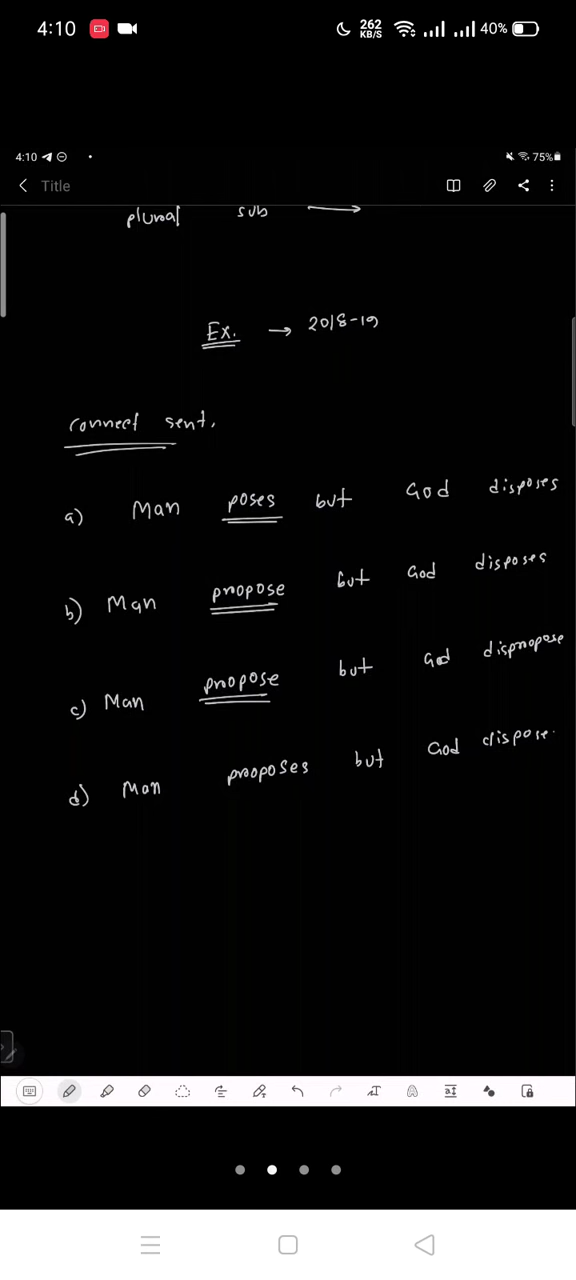 4:10 262 KB/S 40%
4:10 75%
Title
plural sub →
Ex. → 2018-19
Correct sent.
a) Man poses but God disposes
b) Man propose but God disposes
c) Man propose but God dispropose
d) Man proposes but God dispose.